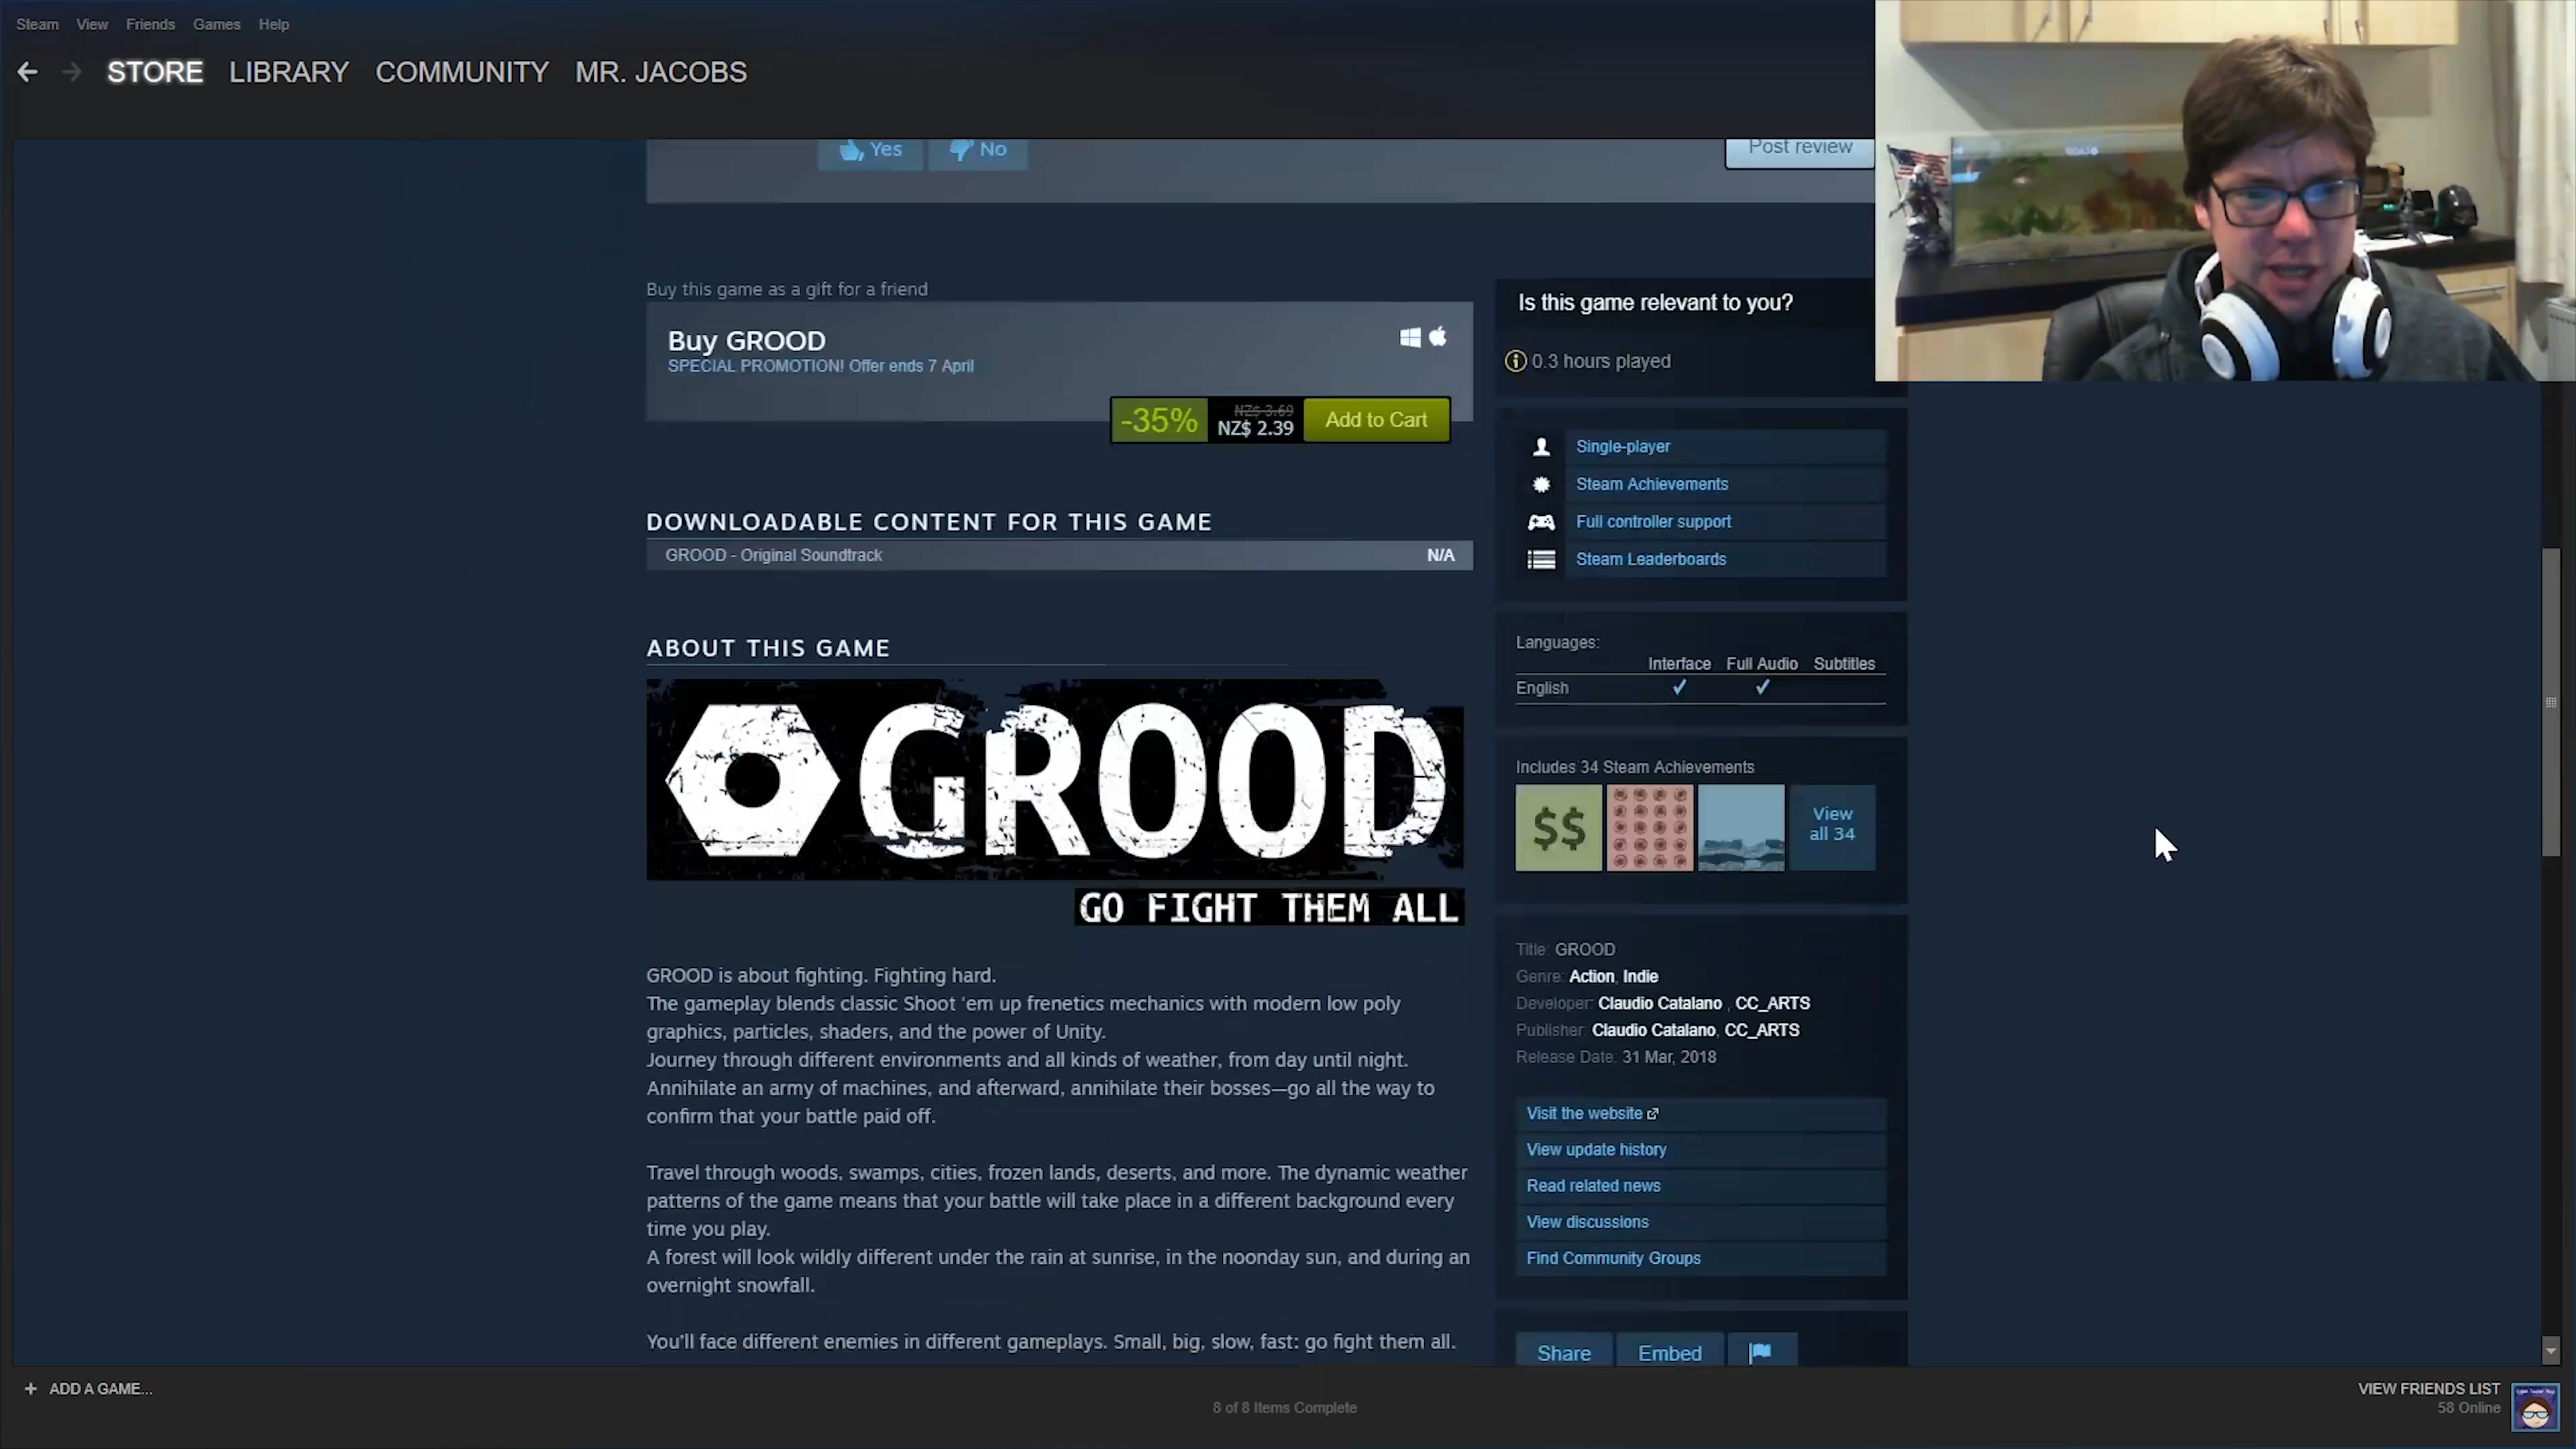 Steam View Friends Games Help
STORE LIBRARY COMMUNITY MR. JACOBS
Yes No
Post review
Buy this game as a gift for a friend
Buy GROOD
SPECIAL PROMOTION! Offer ends 7 April
-35% NZ$ 3.69 NZ$ 2.39 Add to Cart
DOWNLOADABLE CONTENT FOR THIS GAME
GROOD - Original Soundtrack N/A
ABOUT THIS GAME
GROOD
GO FIGHT THEM ALL
GROOD is about fighting. Fighting hard.
The gameplay blends classic Shoot 'em up frenetics mechanics with modern low poly
graphics, particles, shaders, and the power of Unity.
Journey through different environments and all kinds of weather, from day until night.
Annihilate an army of machines, and afterward, annihilate their bosses—go all the way to
confirm that your battle paid off.
Travel through woods, swamps, cities, frozen lands, deserts, and more. The dynamic weather
patterns of the game means that your battle will take place in a different background every
time you play.
A forest will look wildly different under the rain at sunrise, in the noonday sun, and during an
overnight snowfall.
You'll face different enemies in different gameplays. Small, big, slow, fast: go fight them all.
Is this game relevant to you?
0.3 hours played
Single-player
Steam Achievements
Full controller support
Steam Leaderboards
Languages:
Interface Full Audio Subtitles
English ✓ ✓
Includes 34 Steam Achievements
$$
View
all 34
Title: GROOD
Genre: Action, Indie
Developer: Claudio Catalano , CC_ARTS
Publisher: Claudio Catalano, CC_ARTS
Release Date: 31 Mar, 2018
Visit the website
View update history
Read related news
View discussions
Find Community Groups
Share Embed
+ ADD A GAME...
8 of 8 Items Complete
VIEW FRIENDS LIST
58 Online